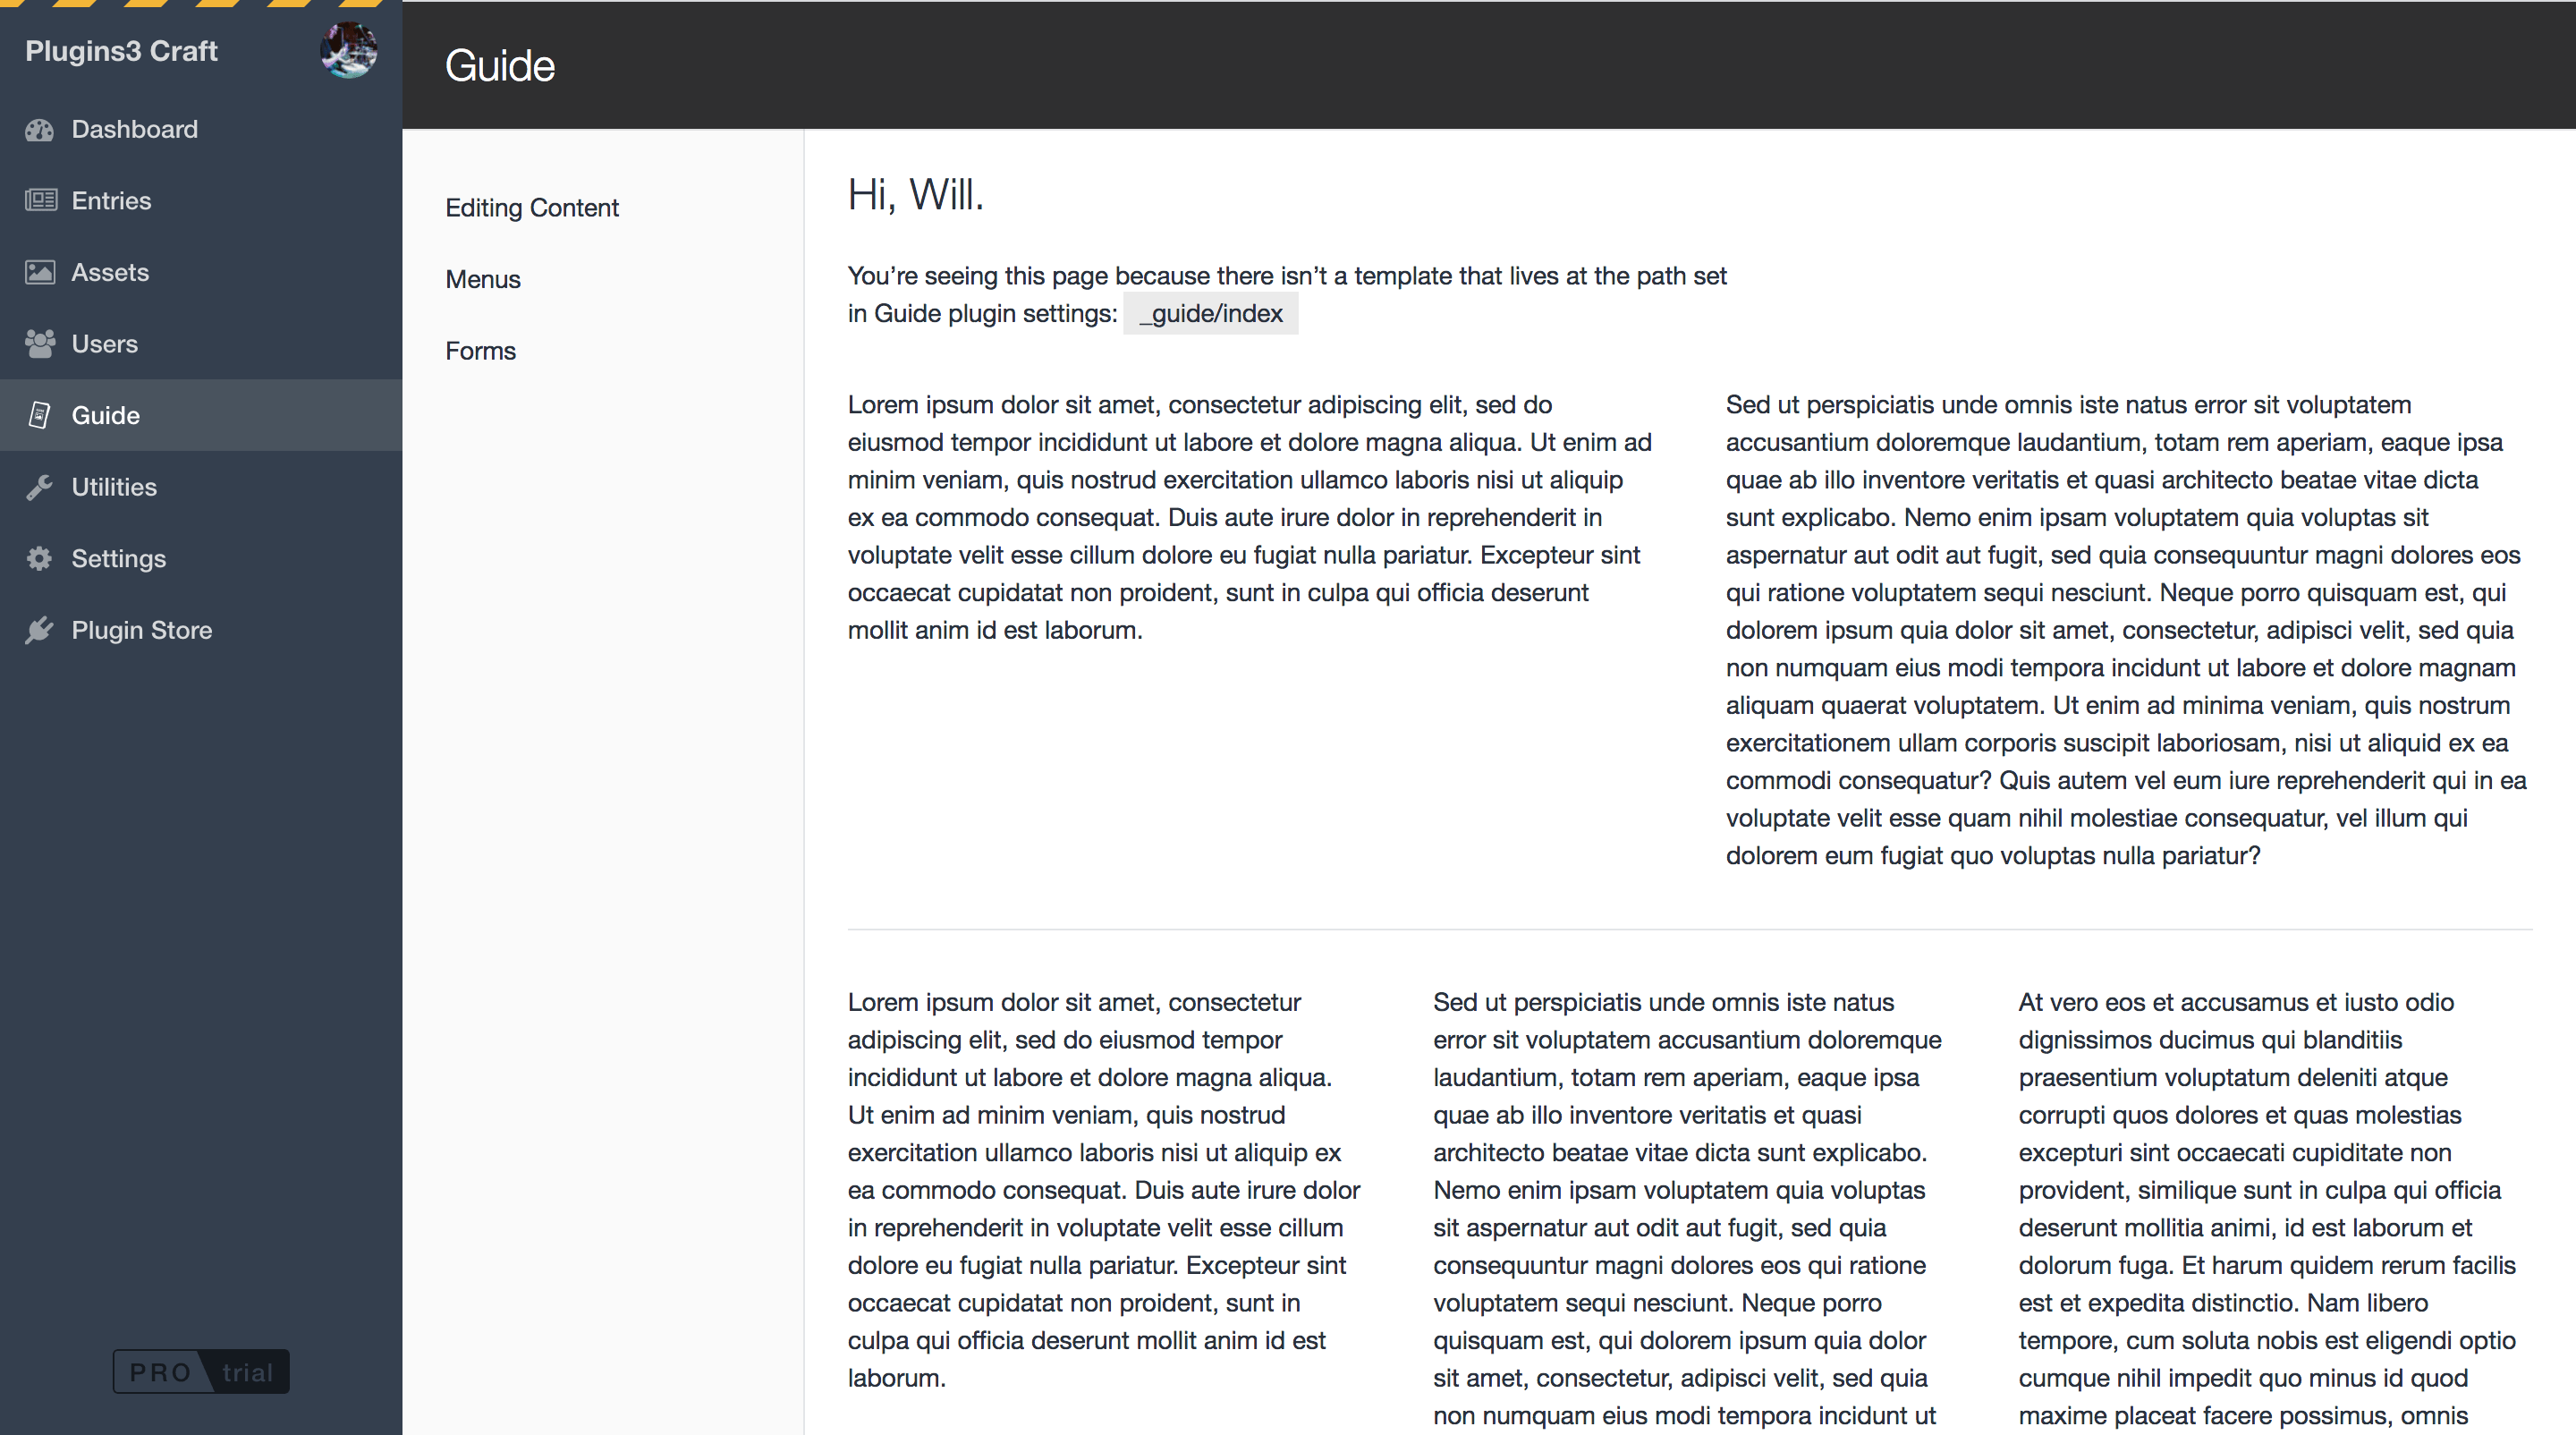 Plugins3 Craft
Dashboard
Entries
Assets
Users
Guide
Utilities
Settings
Plugin Store
PRO trial
Guide
Editing Content
Menus
Forms
Hi, Will.
You’re seeing this page because there isn’t a template that lives at the path set
in Guide plugin settings: _guide/index
Lorem ipsum dolor sit amet, consectetur adipiscing elit, sed do
eiusmod tempor incididunt ut labore et dolore magna aliqua. Ut enim ad
minim veniam, quis nostrud exercitation ullamco laboris nisi ut aliquip
ex ea commodo consequat. Duis aute irure dolor in reprehenderit in
voluptate velit esse cillum dolore eu fugiat nulla pariatur. Excepteur sint
occaecat cupidatat non proident, sunt in culpa qui officia deserunt
mollit anim id est laborum.
Sed ut perspiciatis unde omnis iste natus error sit voluptatem
accusantium doloremque laudantium, totam rem aperiam, eaque ipsa
quae ab illo inventore veritatis et quasi architecto beatae vitae dicta
sunt explicabo. Nemo enim ipsam voluptatem quia voluptas sit
aspernatur aut odit aut fugit, sed quia consequuntur magni dolores eos
qui ratione voluptatem sequi nesciunt. Neque porro quisquam est, qui
dolorem ipsum quia dolor sit amet, consectetur, adipisci velit, sed quia
non numquam eius modi tempora incidunt ut labore et dolore magnam
aliquam quaerat voluptatem. Ut enim ad minima veniam, quis nostrum
exercitationem ullam corporis suscipit laboriosam, nisi ut aliquid ex ea
commodi consequatur? Quis autem vel eum iure reprehenderit qui in ea
voluptate velit esse quam nihil molestiae consequatur, vel illum qui
dolorem eum fugiat quo voluptas nulla pariatur?
Lorem ipsum dolor sit amet, consectetur
adipiscing elit, sed do eiusmod tempor
incididunt ut labore et dolore magna aliqua.
Ut enim ad minim veniam, quis nostrud
exercitation ullamco laboris nisi ut aliquip ex
ea commodo consequat. Duis aute irure dolor
in reprehenderit in voluptate velit esse cillum
dolore eu fugiat nulla pariatur. Excepteur sint
occaecat cupidatat non proident, sunt in
culpa qui officia deserunt mollit anim id est
laborum.
Sed ut perspiciatis unde omnis iste natus
error sit voluptatem accusantium doloremque
laudantium, totam rem aperiam, eaque ipsa
quae ab illo inventore veritatis et quasi
architecto beatae vitae dicta sunt explicabo.
Nemo enim ipsam voluptatem quia voluptas
sit aspernatur aut odit aut fugit, sed quia
consequuntur magni dolores eos qui ratione
voluptatem sequi nesciunt. Neque porro
quisquam est, qui dolorem ipsum quia dolor
sit amet, consectetur, adipisci velit, sed quia
non numquam eius modi tempora incidunt ut
At vero eos et accusamus et iusto odio
dignissimos ducimus qui blanditiis
praesentium voluptatum deleniti atque
corrupti quos dolores et quas molestias
excepturi sint occaecati cupiditate non
provident, similique sunt in culpa qui officia
deserunt mollitia animi, id est laborum et
dolorum fuga. Et harum quidem rerum facilis
est et expedita distinctio. Nam libero
tempore, cum soluta nobis est eligendi optio
cumque nihil impedit quo minus id quod
maxime placeat facere possimus, omnis